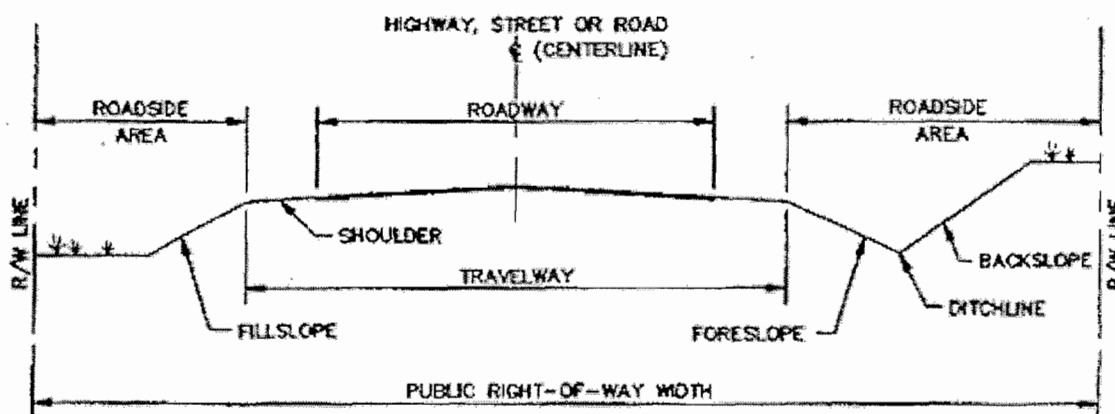 HIGHWAY, STREET OR ROAD
℄ (CENTERLINE)
ROADSIDE
AREA
ROADWAY
ROADSIDE
AREA
R/W LINE
SHOULDER
TRAVELWAY
FILLSLOPE
FORESLOPE
BACKSLOPE
DITCHLINE
R/W LINE
PUBLIC RIGHT-OF-WAY WIDTH